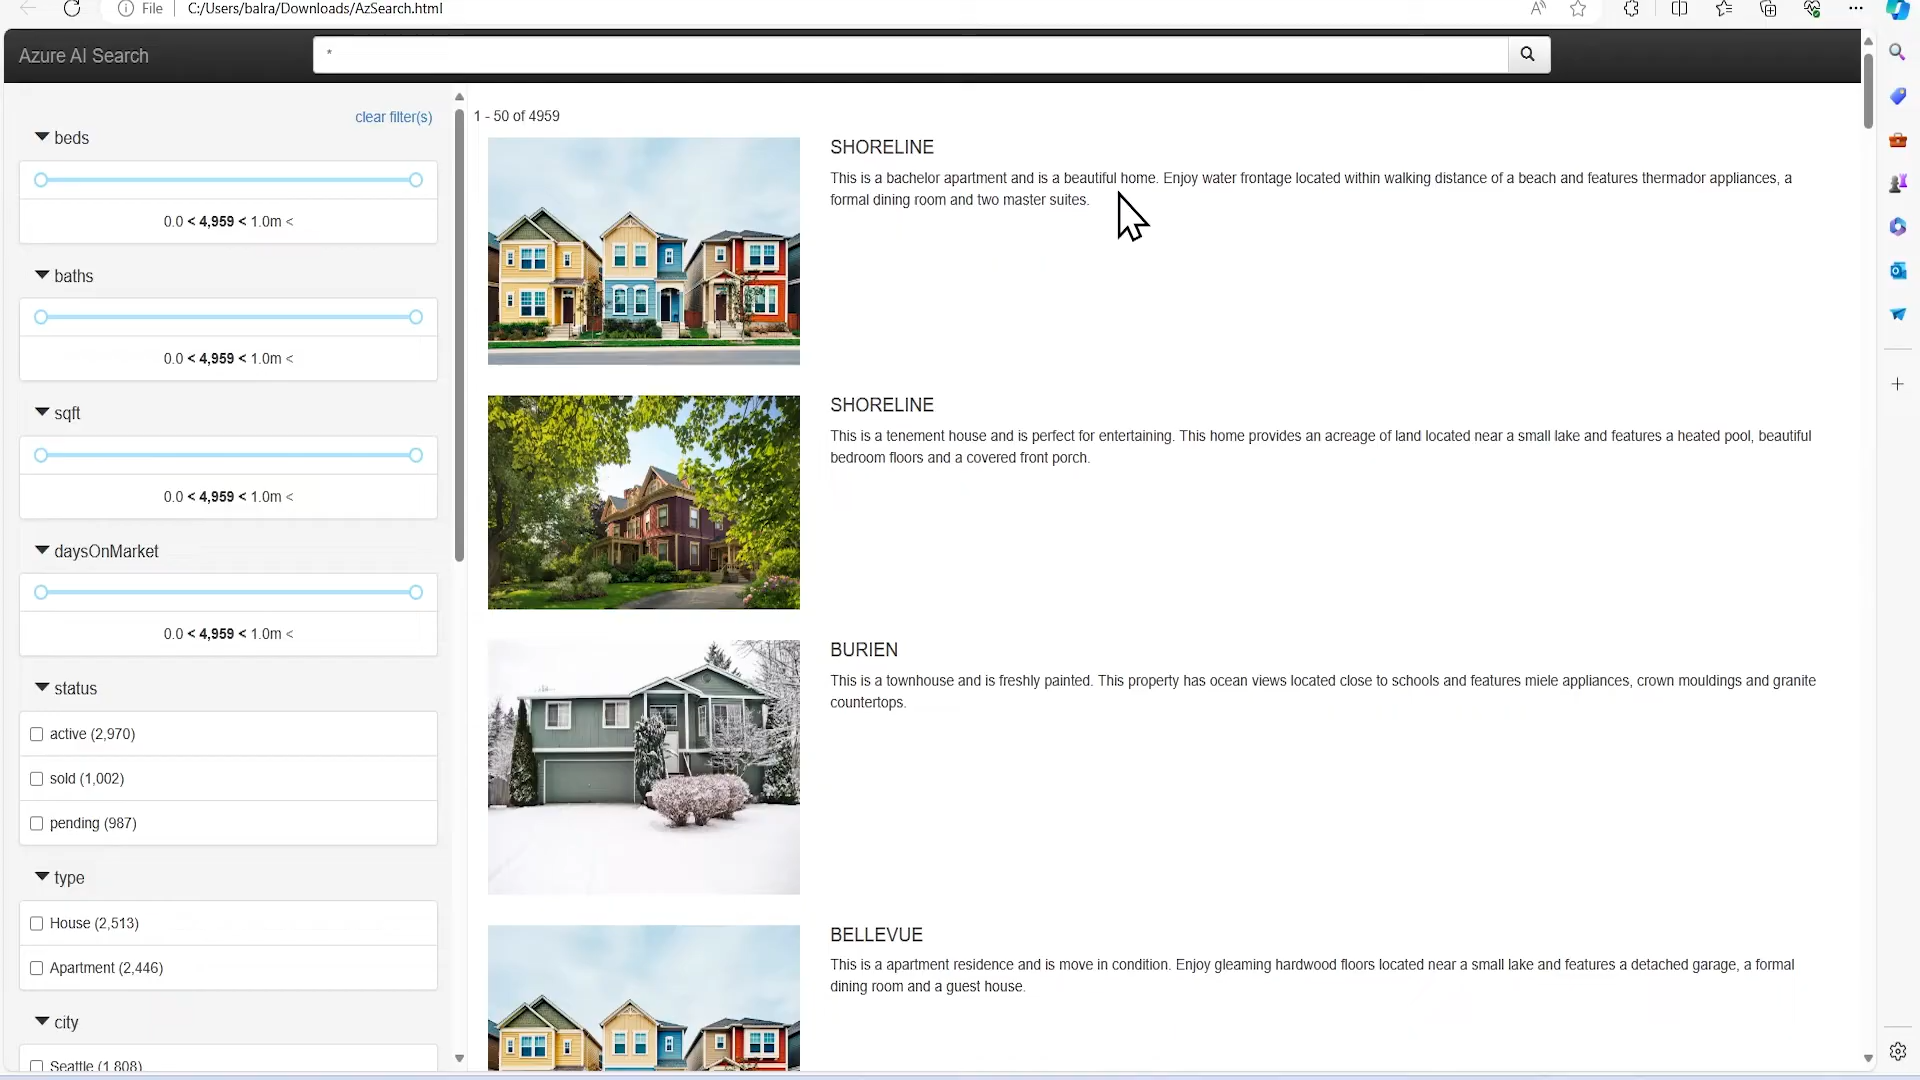 File C:/Users/balra/Downloads/AzSearch.html
Azure AI Search
*
clear filter(s)
beds
0.0 < 4,959 < 1.0m <
baths
0.0 < 4,959 < 1.0m <
sqft
0.0 < 4,959 < 1.0m <
daysOnMarket
0.0 < 4,959 < 1.0m <
status
active (2,970)
sold (1,002)
pending (987)
type
House (2,513)
Apartment (2,446)
city
Seattle (1,808)
1 - 50 of 4959
SHORELINE
This is a bachelor apartment and is a beautiful home. Enjoy water frontage located within walking distance of a beach and features thermador appliances, a
formal dining room and two master suites.
SHORELINE
This is a tenement house and is perfect for entertaining. This home provides an acreage of land located near a small lake and features a heated pool, beautiful
bedroom floors and a covered front porch.
BURIEN
This is a townhouse and is freshly painted. This property has ocean views located close to schools and features miele appliances, crown mouldings and granite
countertops.
BELLEVUE
This is a apartment residence and is move in condition. Enjoy gleaming hardwood floors located near a small lake and features a detached garage, a formal
dining room and a guest house.